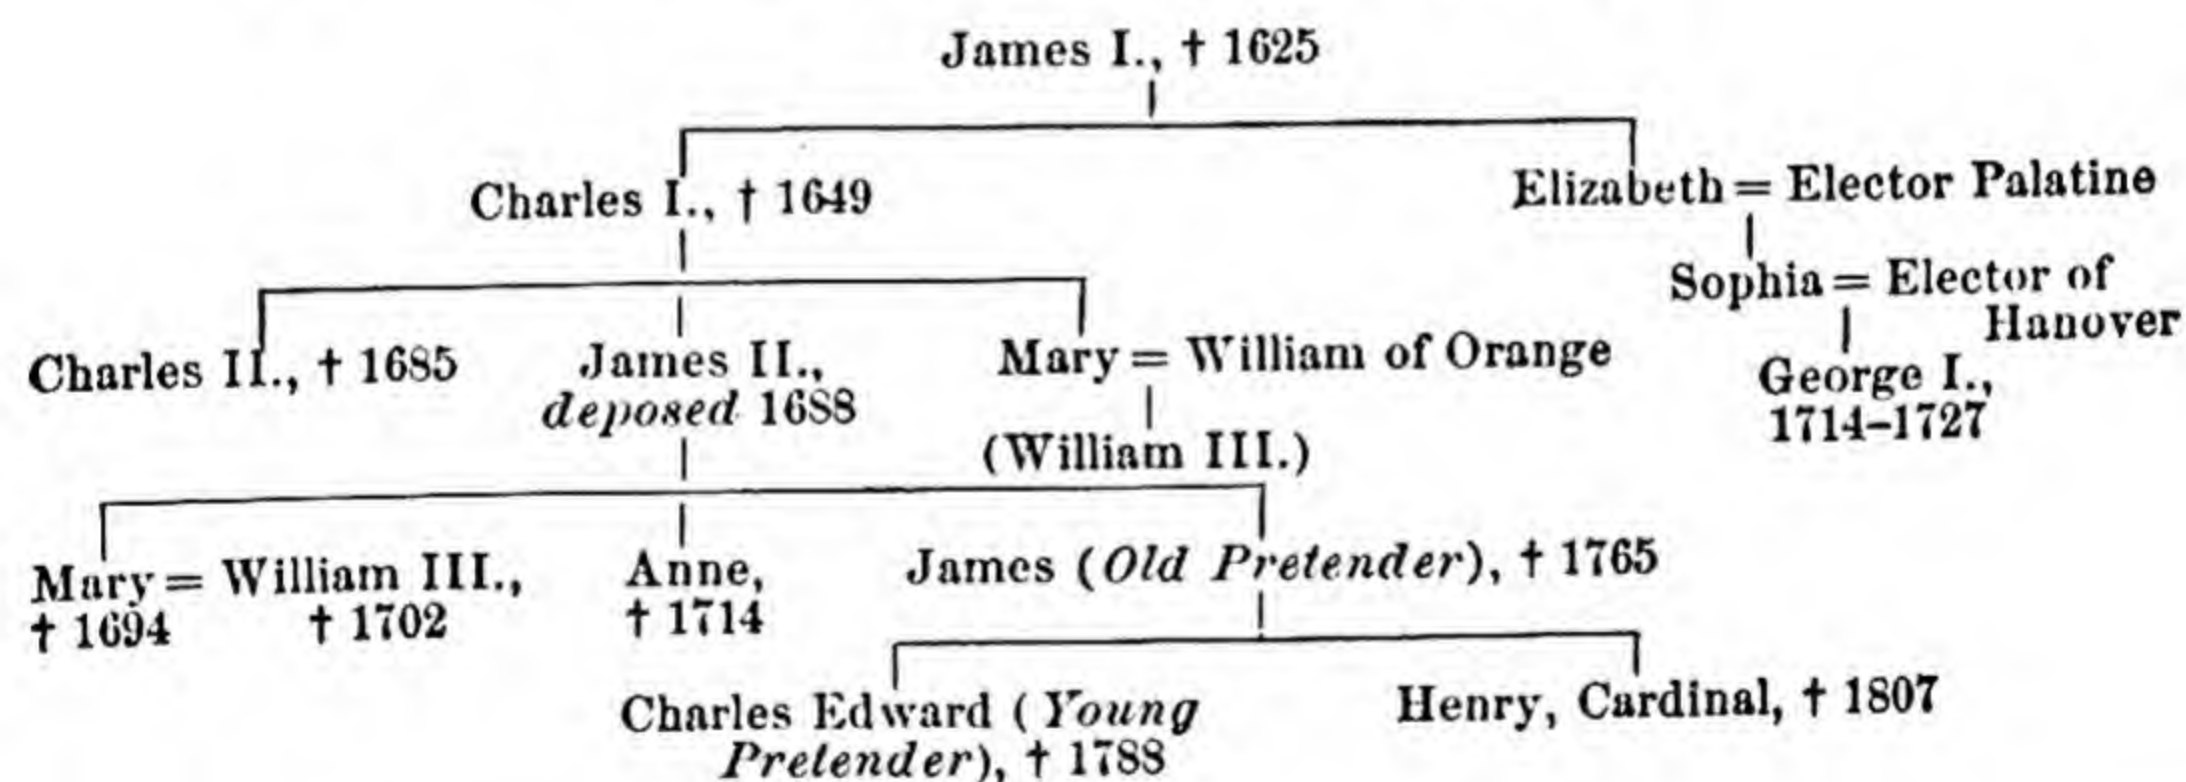 James I., † 1625
Charles I., † 1649
Elizabeth = Elector Palatine
Sophia = Elector of
Hanover
George I.,
1714–1727
Charles II., † 1685
James II.,
deposed 1688
Mary = William of Orange
(William III.)
Mary = William III.,
† 1694 † 1702
Anne,
† 1714
James (Old Pretender), † 1765
Charles Edward (Young
Pretender), † 1788
Henry, Cardinal, † 1807